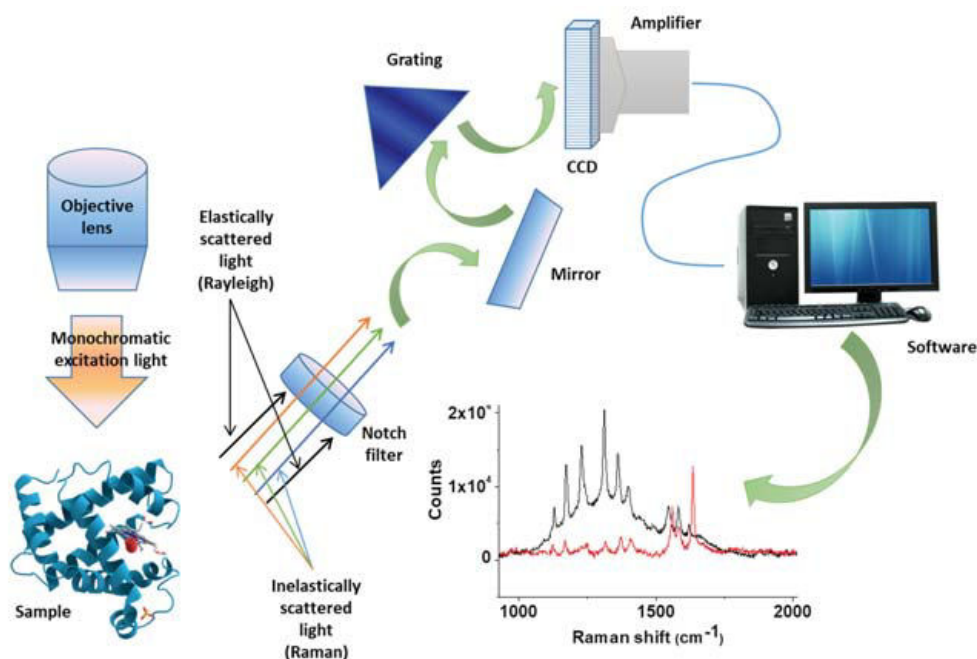 Amplifier
Grating
CCD
Objective
lens
Elastically
scattered
light
(Rayleigh)
Mirror
Monochromatic
excitation light
Software
Notch
filter
2x10⁴
1x10⁴
0
Counts
1000
1500
2000
Raman shift (cm⁻¹)
Sample
Inelastically
scattered
light
(Raman)